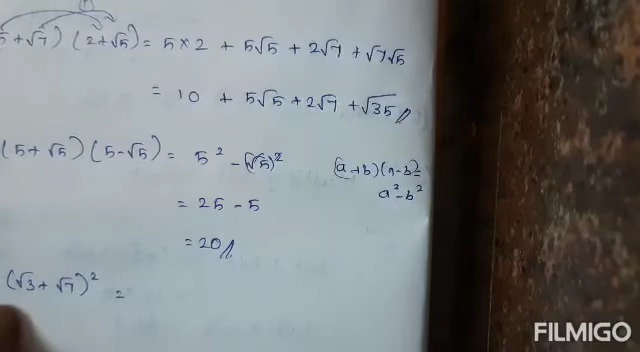 5+√7) (2+√5) = 5×2 + 5√5 + 2√7 + √7√5
= 10 + 5√5 + 2√7 + √35//
(5+√5) (5-√5) = 5² - (√5)² (a+b)(a-b)=
= 25 - 5 a²-b²
= 20//
(√3 + √7)² =
FILMIGO